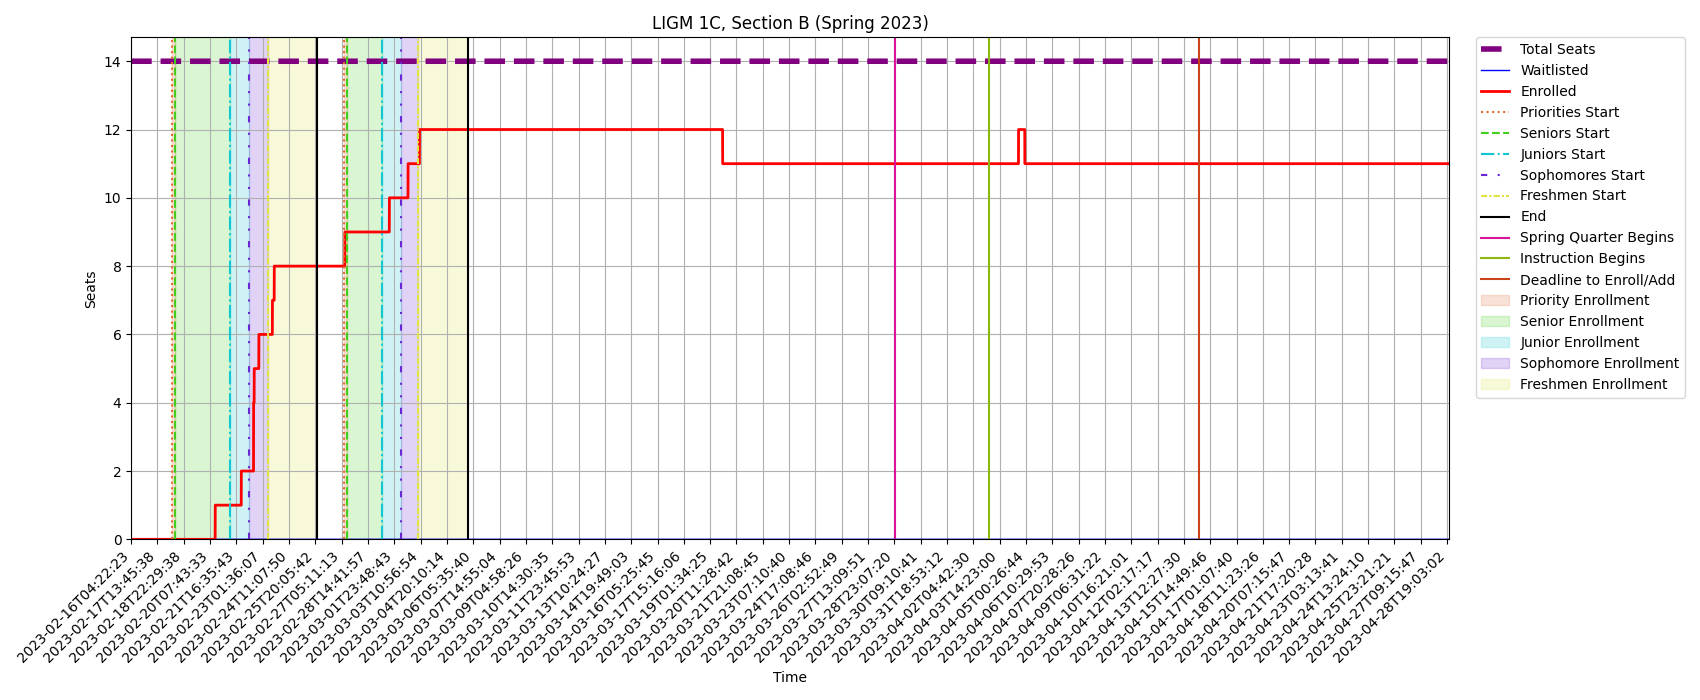 LIGM 1C, Section B (Spring 2023)
Seats
14
12
10
8
6
4
2
0
2023-02-16T04:22:23
2023-02-17T13:45:38
2023-02-18T22:29:38
2023-02-20T07:43:33
2023-02-21T16:35:43
2023-02-23T01:36:07
2023-02-24T11:07:50
2023-02-25T20:05:42
2023-02-27T05:11:13
2023-02-28T14:41:57
2023-03-01T23:48:43
2023-03-03T10:56:54
2023-03-04T20:10:14
2023-03-06T05:35:40
2023-03-07T14:55:04
2023-03-09T04:58:26
2023-03-10T14:30:35
2023-03-11T23:45:53
2023-03-13T10:24:27
2023-03-14T19:49:03
2023-03-16T05:25:45
2023-03-17T15:16:06
2023-03-19T01:34:25
2023-03-20T11:28:42
2023-03-21T21:08:45
2023-03-23T07:10:40
2023-03-24T17:08:46
2023-03-26T02:52:49
2023-03-27T13:09:51
2023-03-28T23:07:20
2023-03-30T09:10:41
2023-03-31T18:53:12
2023-04-02T04:42:30
2023-04-03T14:23:00
2023-04-05T00:26:44
2023-04-06T10:29:53
2023-04-07T20:28:26
2023-04-09T06:31:22
2023-04-10T16:21:01
2023-04-12T02:17:17
2023-04-13T12:27:30
2023-04-15T14:49:46
2023-04-17T01:07:40
2023-04-18T11:23:26
2023-04-20T07:15:47
2023-04-21T17:20:28
2023-04-23T03:13:41
2023-04-24T13:24:10
2023-04-25T23:21:21
2023-04-27T09:15:47
2023-04-28T19:03:02
Time
Total Seats
Waitlisted
Enrolled
Priorities Start
Seniors Start
Juniors Start
Sophomores Start
Freshmen Start
End
Spring Quarter Begins
Instruction Begins
Deadline to Enroll/Add
Priority Enrollment
Senior Enrollment
Junior Enrollment
Sophomore Enrollment
Freshmen Enrollment